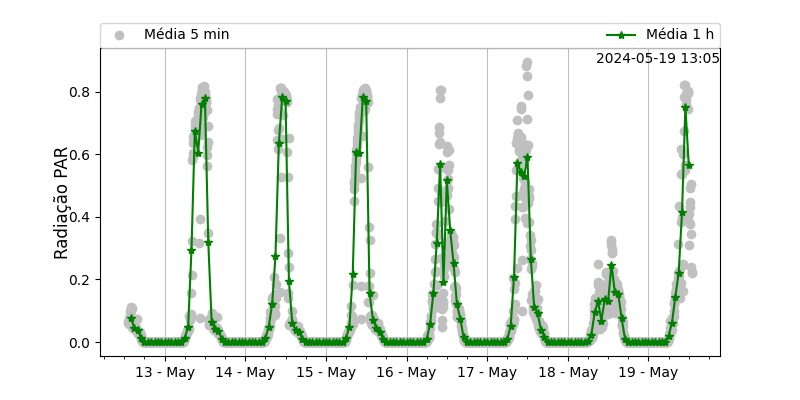 Média 5 min
Média 1 h
2024-05-19 13:05
Radiação PAR
0.8
0.6
0.4
0.2
0.0
13 - May
14 - May
15 - May
16 - May
17 - May
18 - May
19 - May